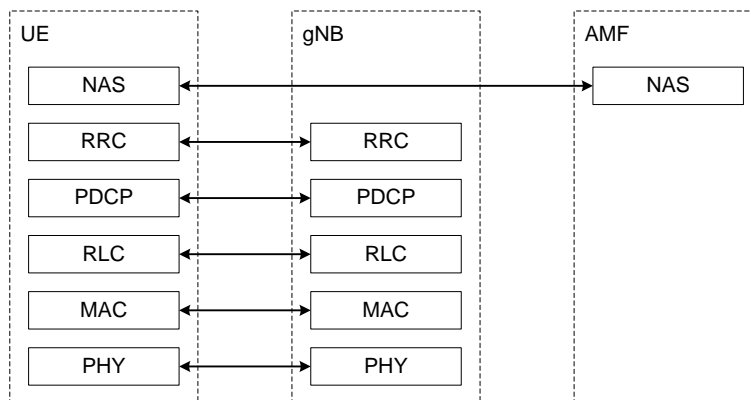 UE gNB AMF
NAS NAS
RRC RRC
PDCP PDCP
RLC RLC
MAC MAC
PHY PHY